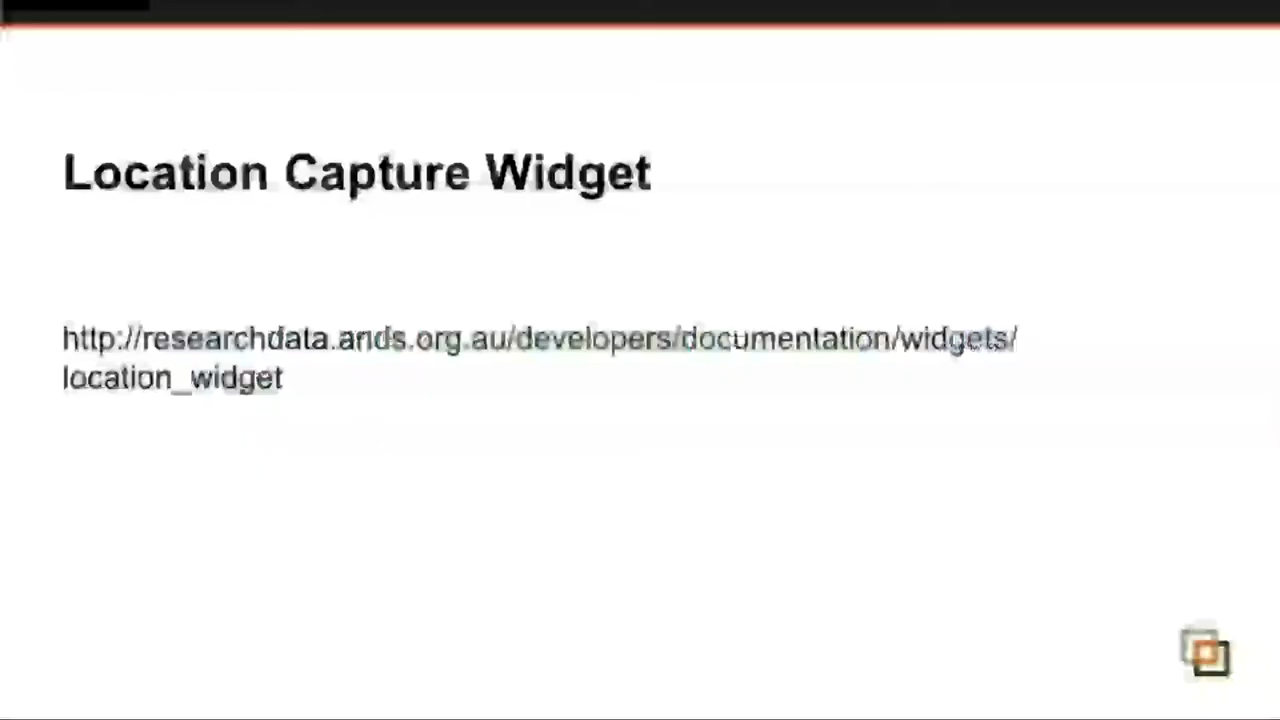 Location Capture Widget
http://researchdata.ands.org.au/developers/documentation/widgets/
location_widget